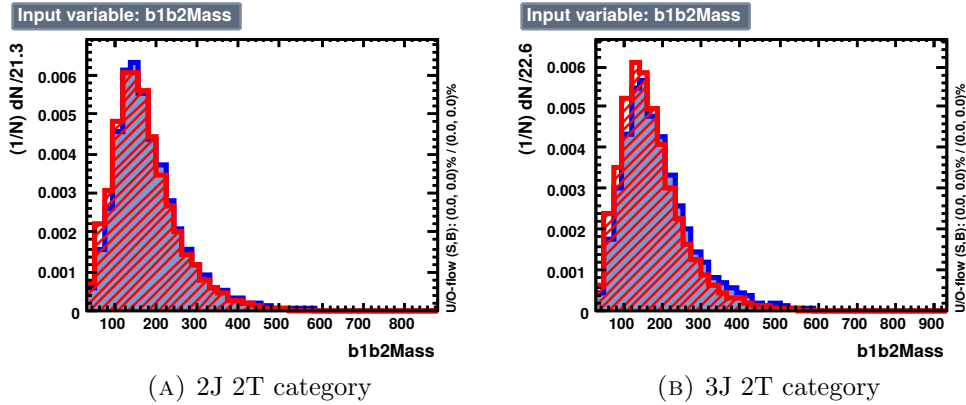 Input variable: b1b2Mass
(1/N) dN /21.3
0.006
0.005
0.004
0.003
0.002
0.001
0
100 200 300 400 500 600 700 800
b1b2Mass
U/O-flow (S,B): (0.0, 0.0)% / (0.0, 0.0)%
(A) 2J 2T category
Input variable: b1b2Mass
(1/N) dN /22.6
0.006
0.005
0.004
0.003
0.002
0.001
0
100 200 300 400 500 600 700 800 900
b1b2Mass
U/O-flow (S,B): (0.0, 0.0)% / (0.0, 0.0)%
(B) 3J 2T category